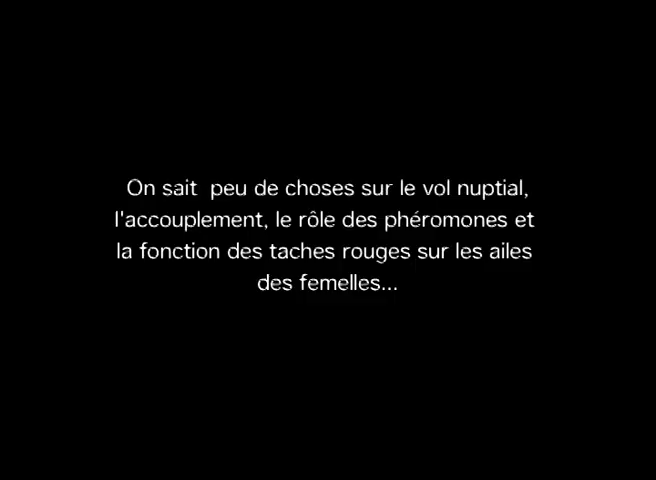 On sait  peu de choses sur le vol nuptial,
l'accouplement, le rôle des phéromones et
la fonction des taches rouges sur les ailes
des femelles...